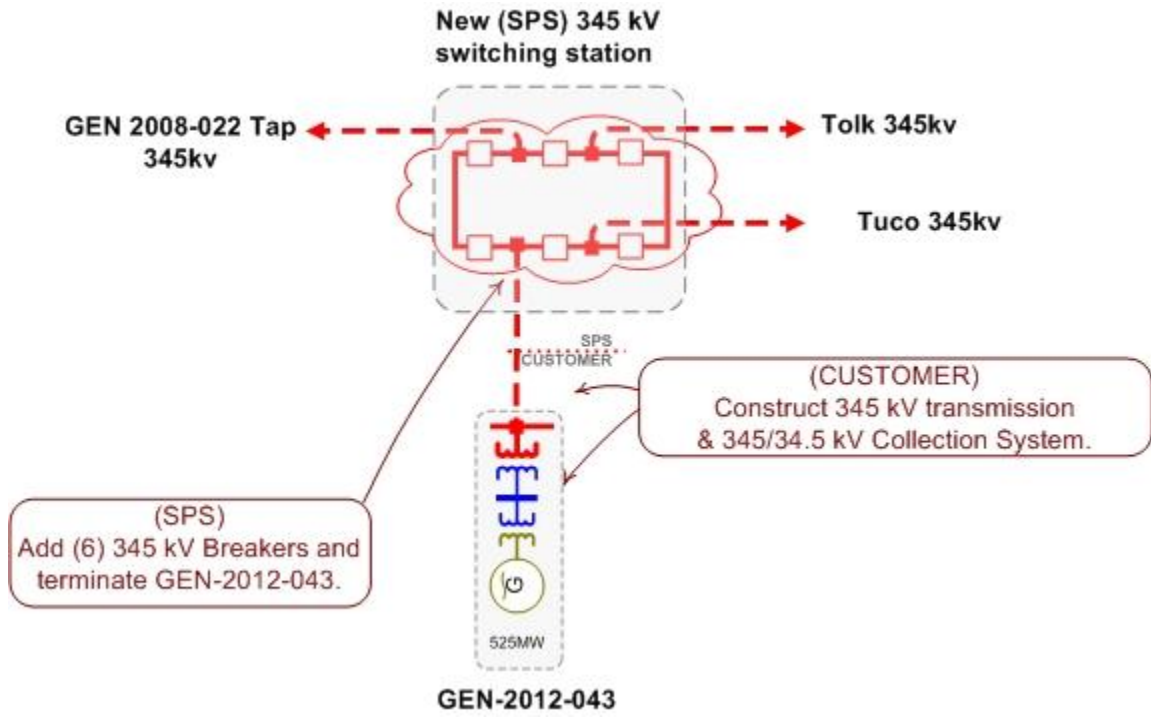 New (SPS) 345 kV
switching station
GEN 2008-022 Tap
345kv
Tolk 345kv
Tuco 345kv
SPS
CUSTOMER
(CUSTOMER)
Construct 345 kV transmission
& 345/34.5 kV Collection System.
(SPS)
Add (6) 345 kV Breakers and
terminate GEN-2012-043.
G
525MW
GEN-2012-043